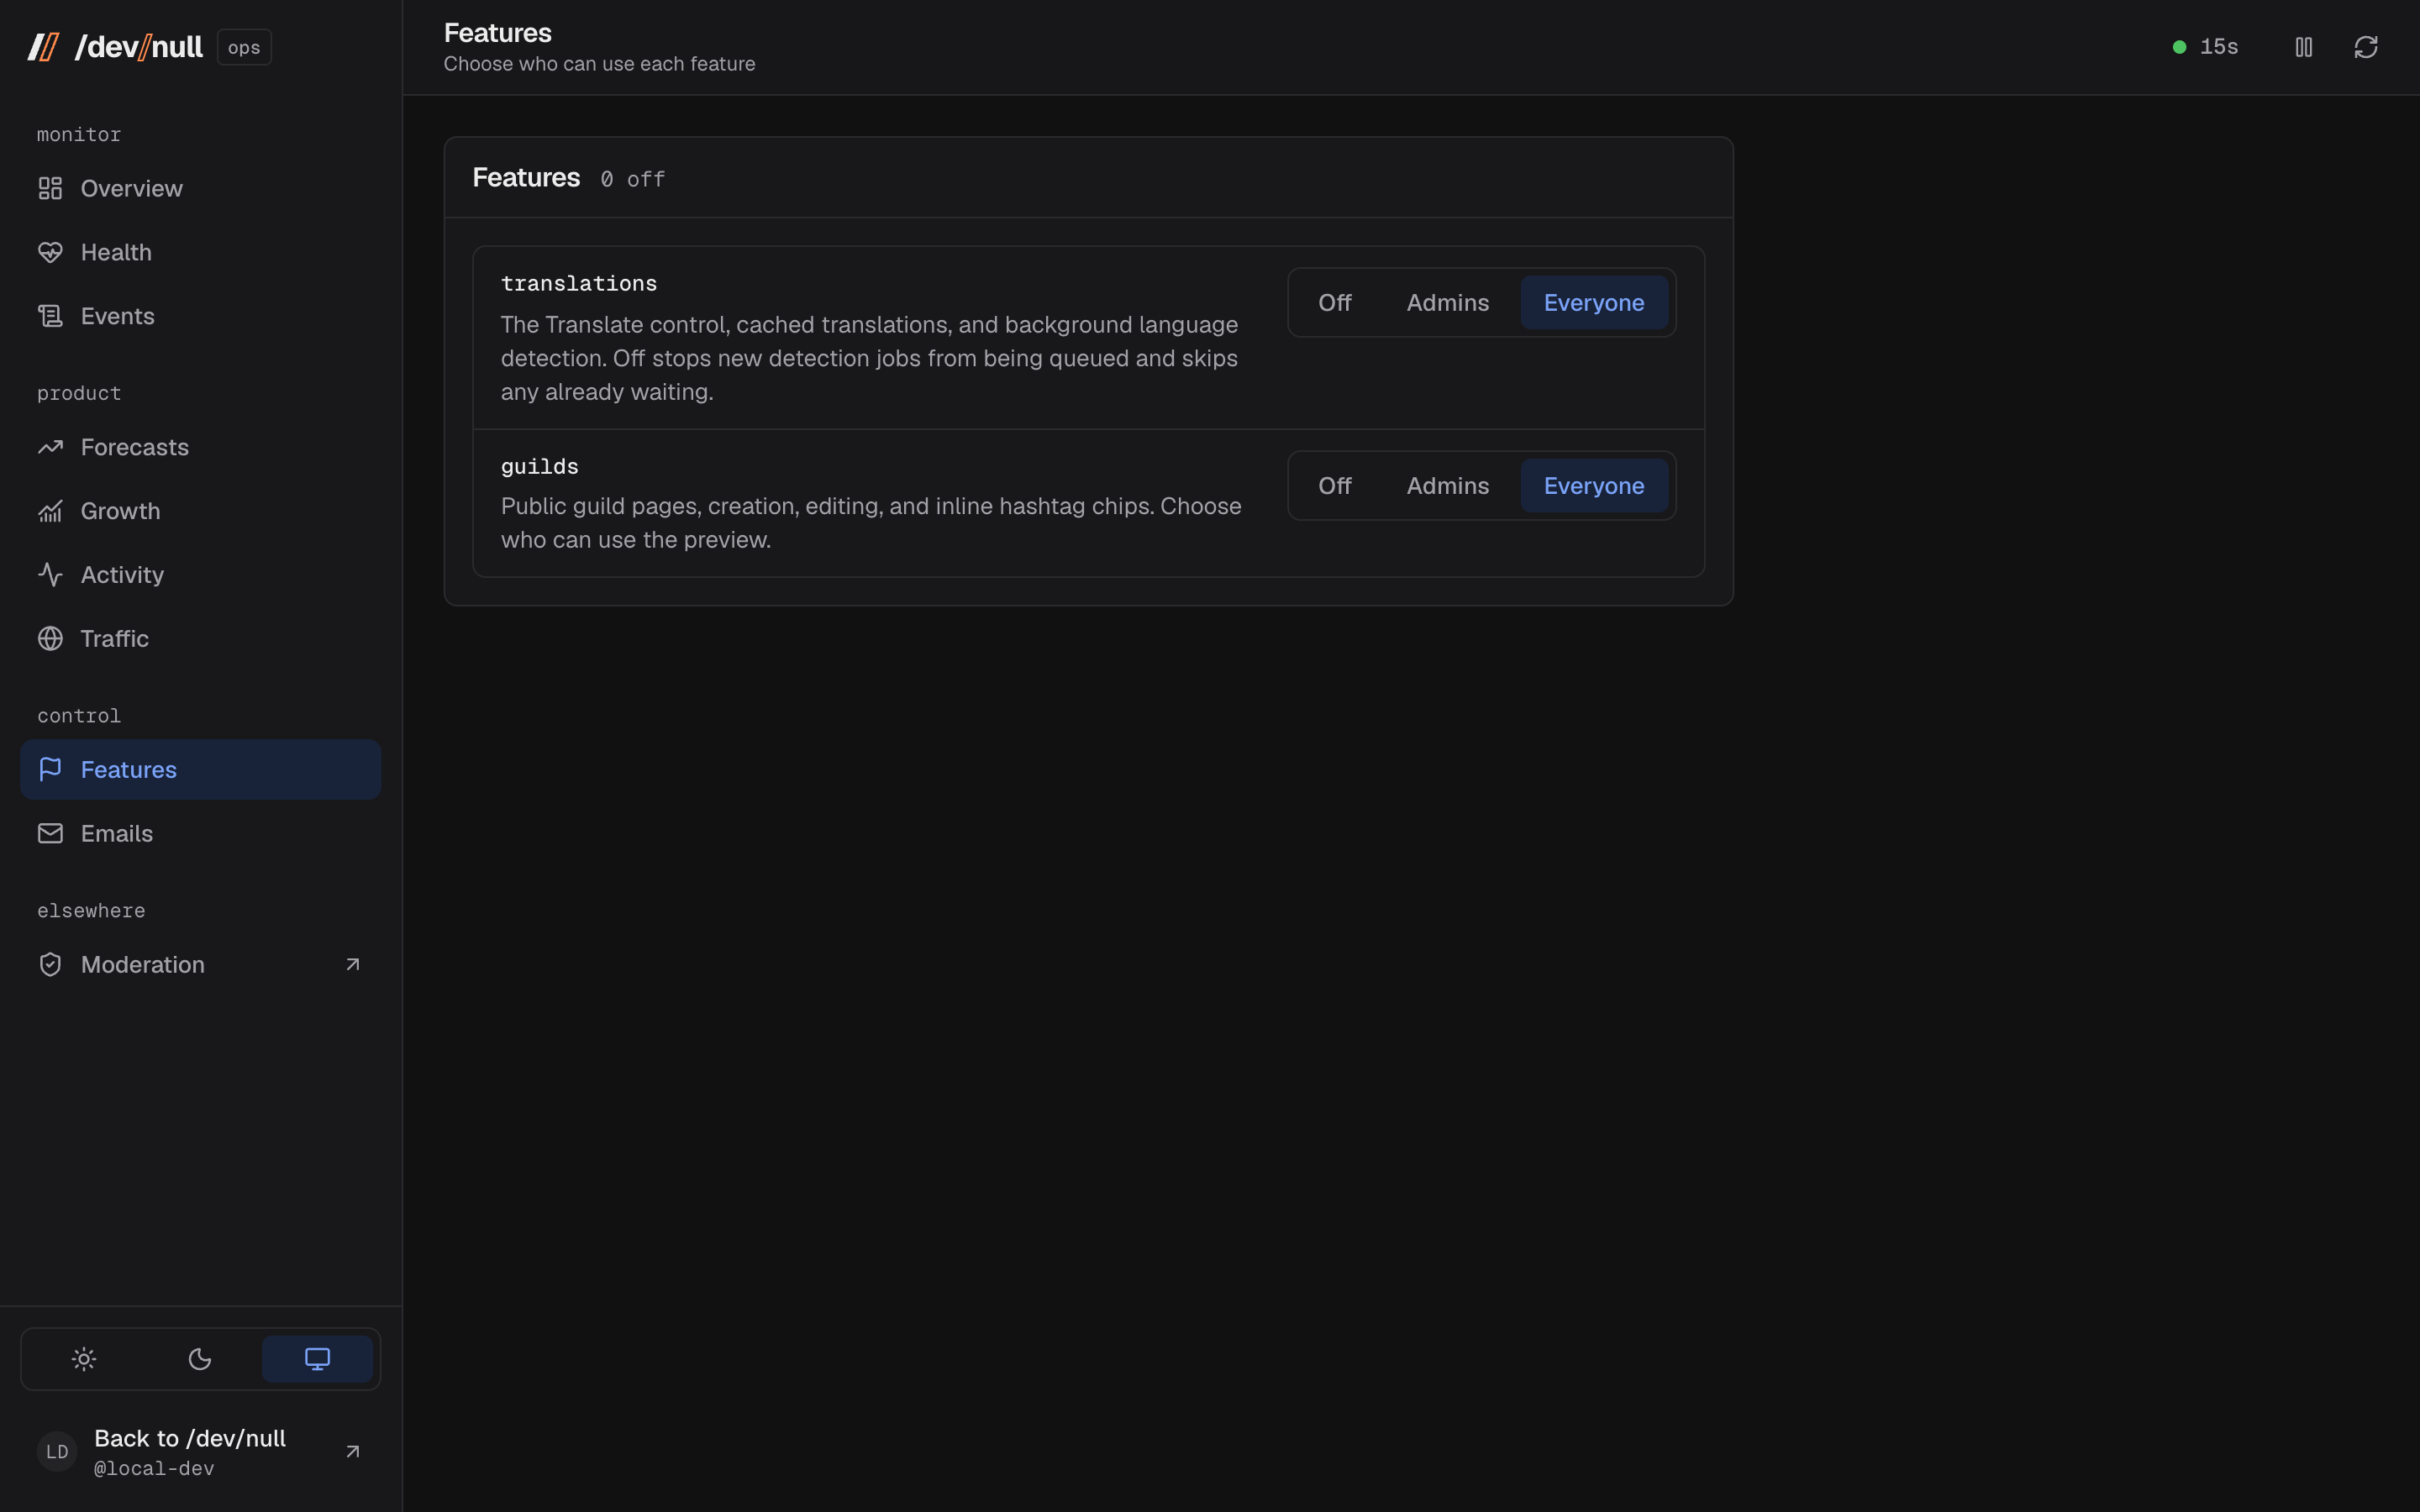 /dev//null ops
monitor
Overview
Health
Events
product
Forecasts
Growth
Activity
Traffic
control
Features
Emails
elsewhere
Moderation
LD
Back to /dev/null
@local-dev
Features
Choose who can use each feature
15s
Features 0 off
translations
The Translate control, cached translations, and background language
detection. Off stops new detection jobs from being queued and skips
any already waiting.
Off Admins Everyone
guilds
Public guild pages, creation, editing, and inline hashtag chips. Choose
who can use the preview.
Off Admins Everyone